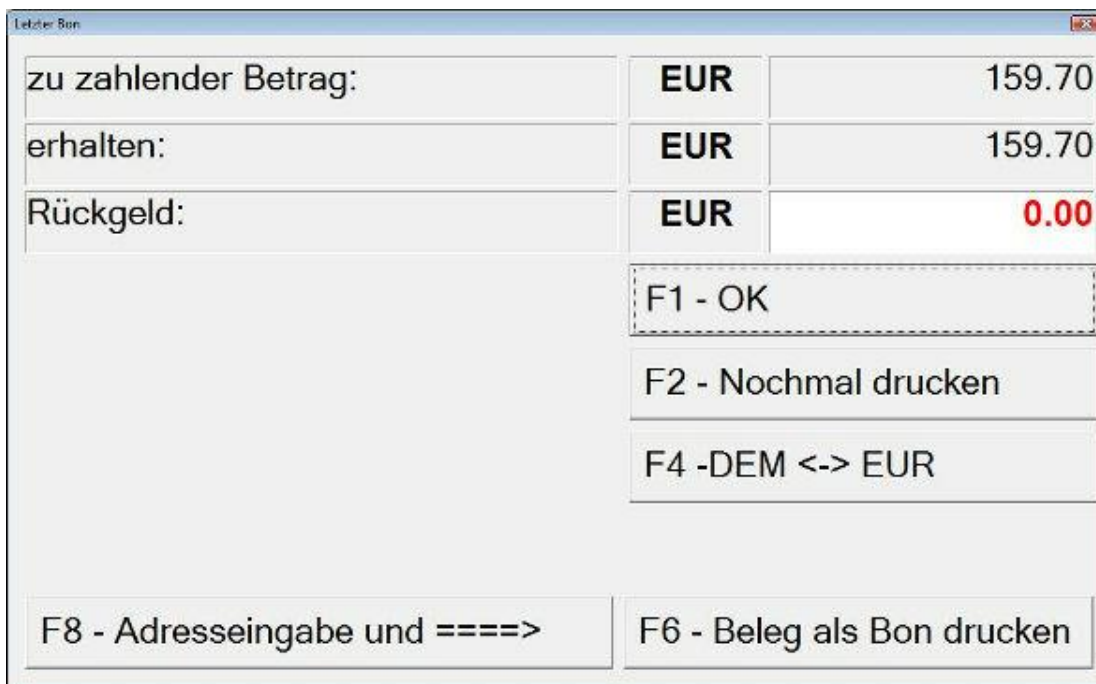 Letzter Bon
zu zahlender Betrag: EUR 159.70
erhalten: EUR 159.70
Rückgeld: EUR 0.00
F1 - OK
F2 - Nochmal drucken
F4 -DEM <-> EUR
F8 - Adresseingabe und ====> F6 - Beleg als Bon drucken